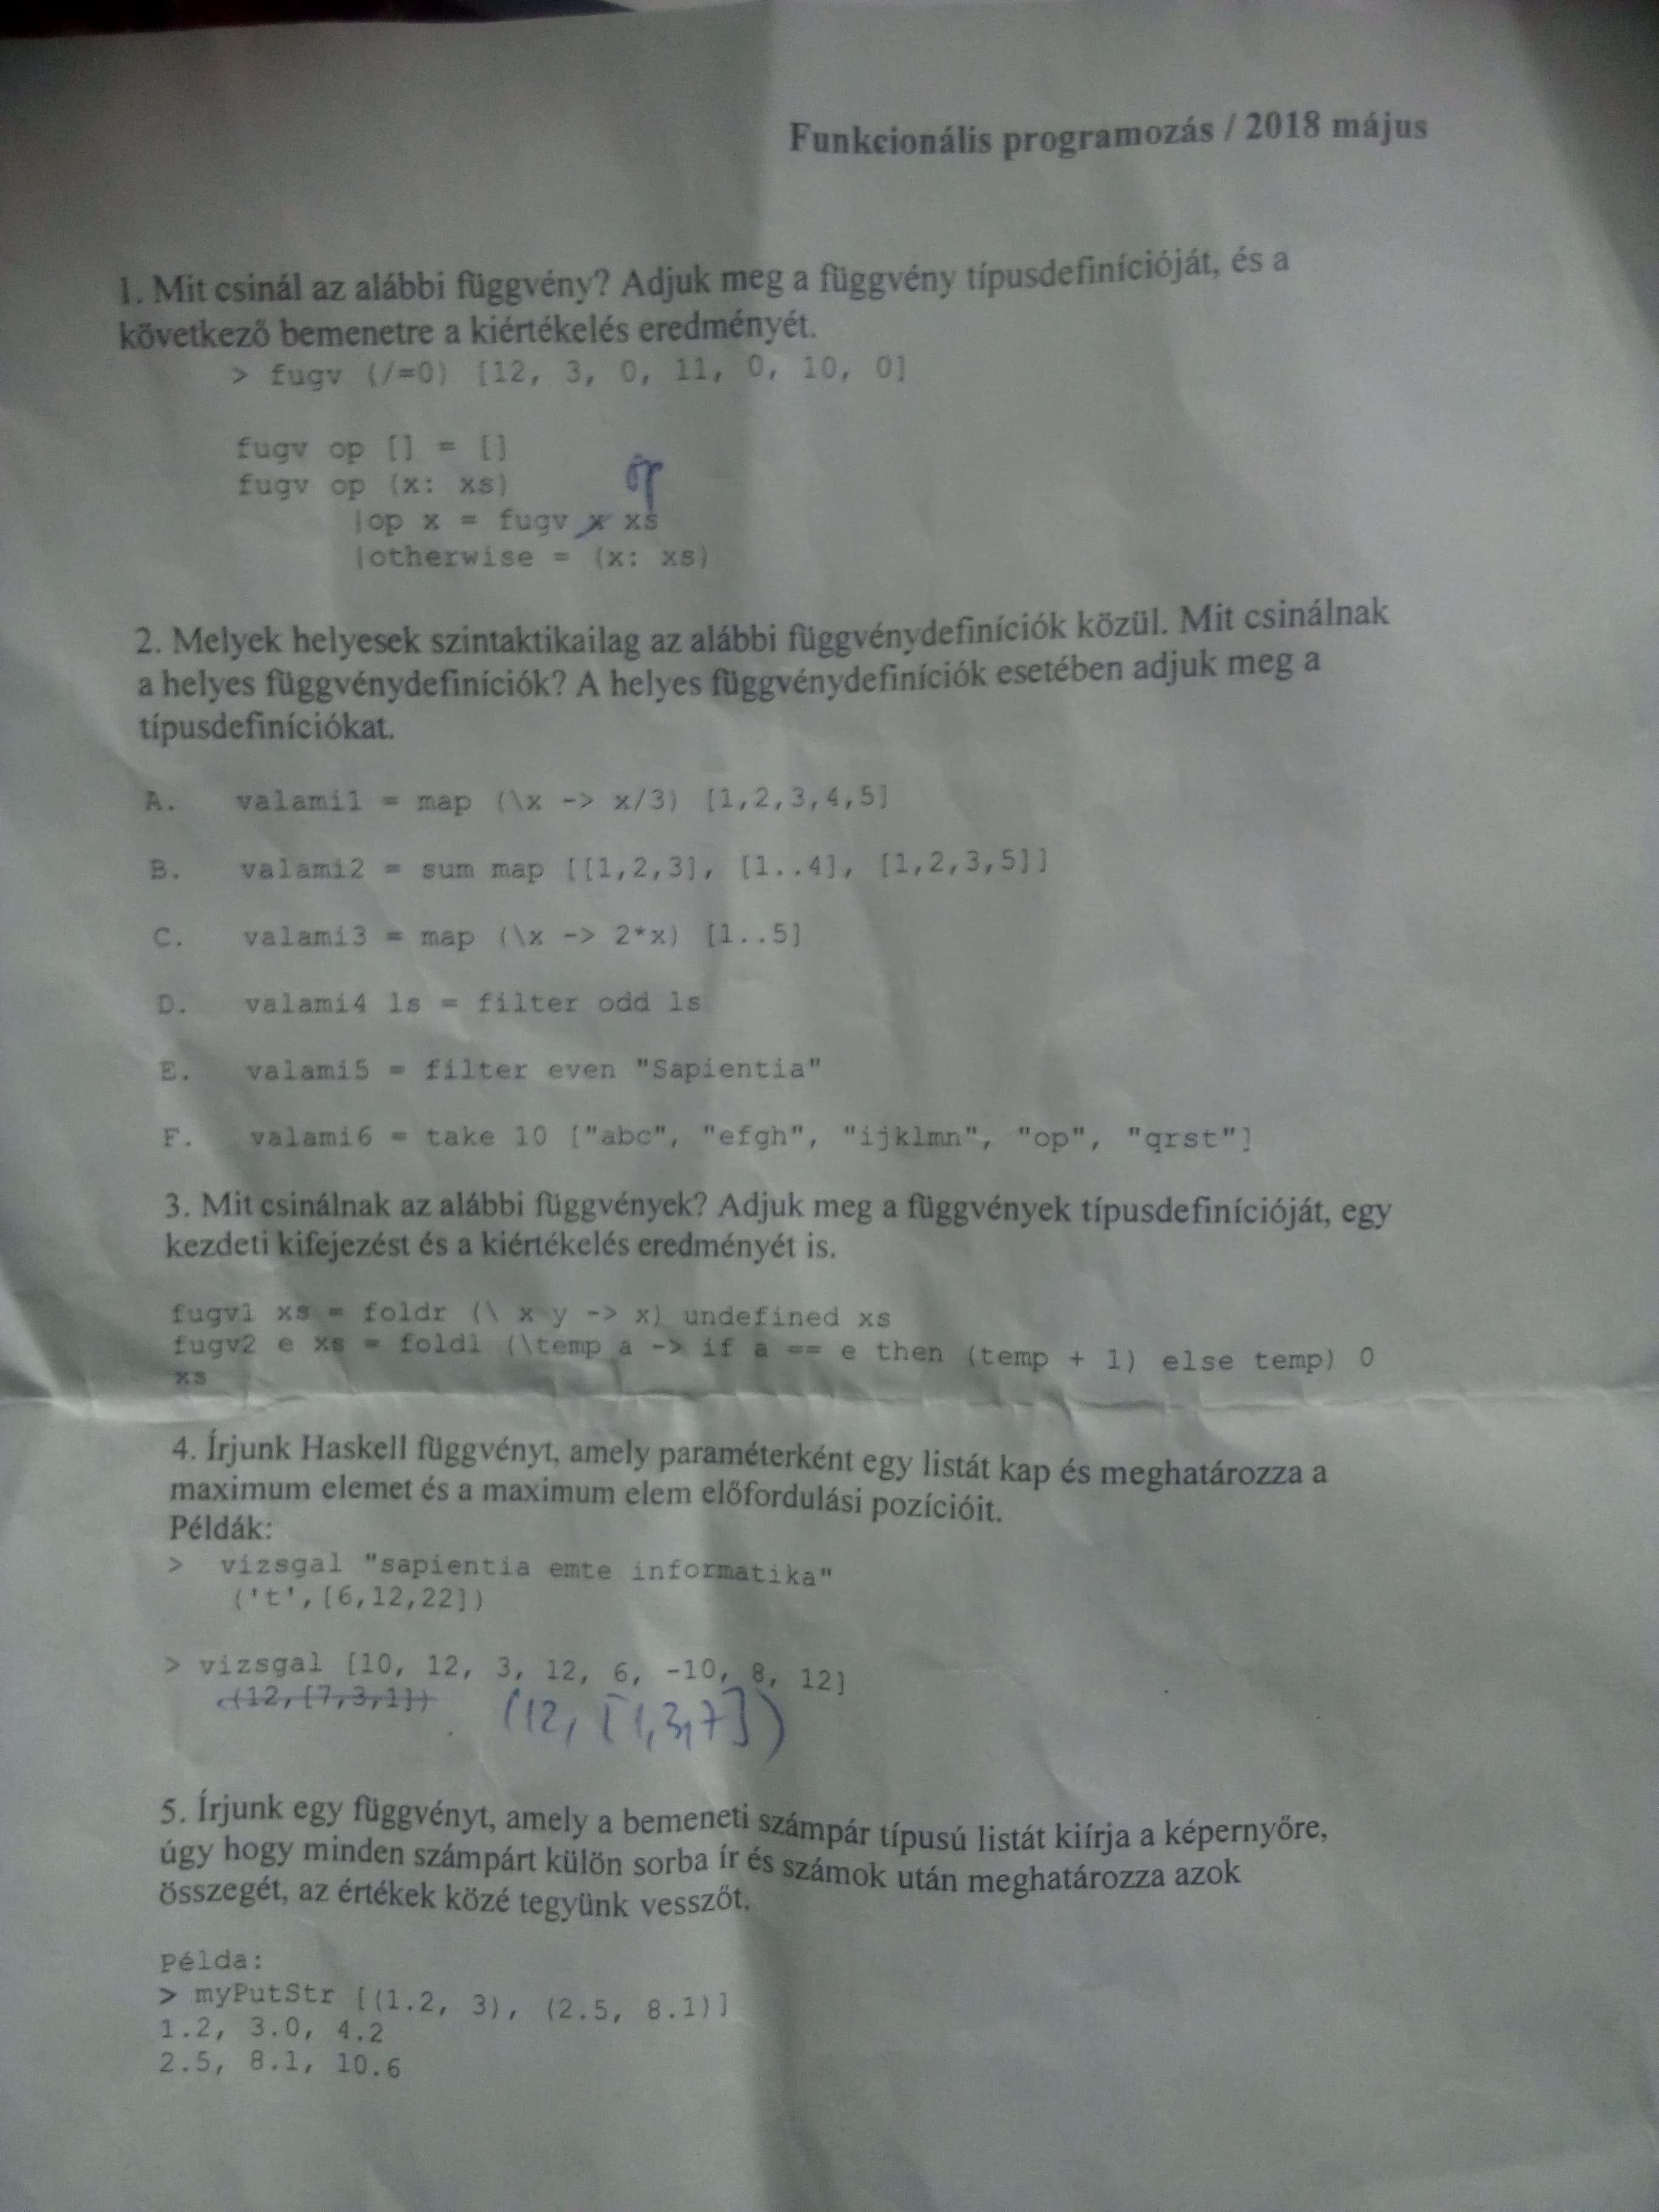 Funkcionális programozás / 2018 május
1. Mit csinál az alábbi függvény? Adjuk meg a függvény típusdefinícióját, és a
következő bemenetre a kiértékelés eredményét.
> fugv (/=0) [12, 3, 0, 11, 0, 10, 0]
fugv op [] = []
fugv op (x: xs)
op
|op x = fugv x xs
|otherwise = (x: xs)
2. Melyek helyesek szintaktikailag az alábbi függvénydefiníciók közül. Mit csinálnak
a helyes függvénydefiníciók? A helyes függvénydefiníciók esetében adjuk meg a
típusdefiníciókat.
A. valami1 = map (\x -> x/3) [1,2,3,4,5]
B. valami2 = sum map [[1,2,3], [1..4], [1,2,3,5]]
C. valami3 = map (\x -> 2*x) [1..5]
D. valami4 ls = filter odd ls
E. valami5 = filter even "Sapientia"
F. valami6 = take 10 ["abc", "efgh", "ijklmn", "op", "qrst"]
3. Mit csinálnak az alábbi függvények? Adjuk meg a függvények típusdefinícióját, egy
kezdeti kifejezést és a kiértékelés eredményét is.
fugv1 xs = foldr (\ x y -> x) undefined xs
fugv2 e xs = foldl (\temp a -> if a == e then (temp + 1) else temp) 0
xs
4. Írjunk Haskell függvényt, amely paraméterként egy listát kap és meghatározza a
maximum elemet és a maximum elem előfordulási pozícióit.
Példák:
> vizsgal "sapientia emte informatika"
('t',[6,12,22])
> vizsgal [10, 12, 3, 12, 6, -10, 8, 12]
(12,[7,3,1]) (12, [1,3,7])
5. Írjunk egy függvényt, amely a bemeneti számpár típusú listát kiírja a képernyőre,
úgy hogy minden számpárt külön sorba ír és számok után meghatározza azok
összegét, az értékek közé tegyünk vesszőt.
Példa:
> myPutStr [(1.2, 3), (2.5, 8.1)]
1.2, 3.0, 4.2
2.5, 8.1, 10.6